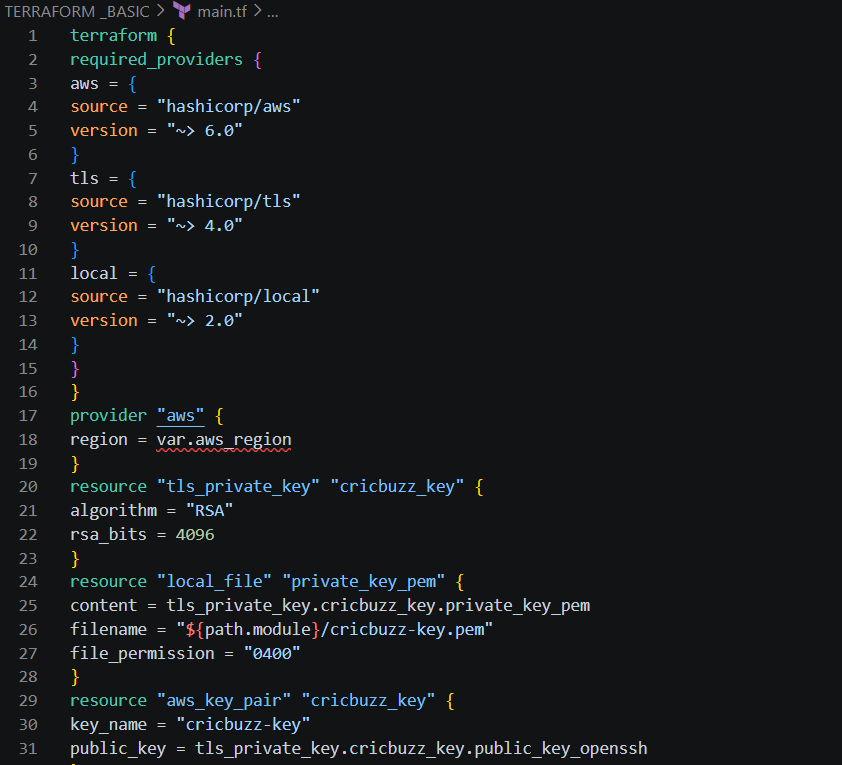 TERRAFORM _BASIC > main.tf > ...
1 terraform {
2 required_providers {
3 aws = {
4 source = "hashicorp/aws"
5 version = "~> 6.0"
6 }
7 tls = {
8 source = "hashicorp/tls"
9 version = "~> 4.0"
10 }
11 local = {
12 source = "hashicorp/local"
13 version = "~> 2.0"
14 }
15 }
16 }
17 provider "aws" {
18 region = var.aws_region
19 }
20 resource "tls_private_key" "cricbuzz_key" {
21 algorithm = "RSA"
22 rsa_bits = 4096
23 }
24 resource "local_file" "private_key_pem" {
25 content = tls_private_key.cricbuzz_key.private_key_pem
26 filename = "${path.module}/cricbuzz-key.pem"
27 file_permission = "0400"
28 }
29 resource "aws_key_pair" "cricbuzz_key" {
30 key_name = "cricbuzz-key"
31 public_key = tls_private_key.cricbuzz_key.public_key_openssh